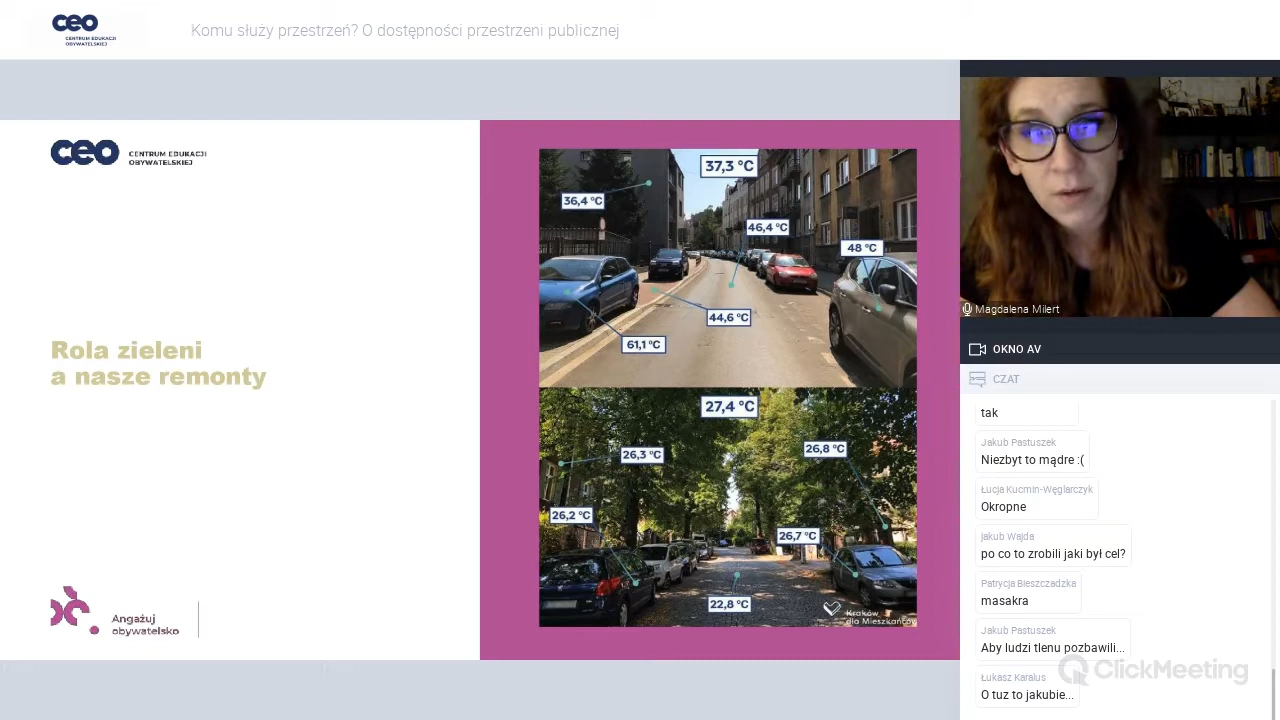 ceo
CENTRUM EDUKACJI
OBYWATELSKIEJ
Komu służy przestrzeń? O dostępności przestrzeni publicznej
ceo
CENTRUM EDUKACJI
OBYWATELSKIEJ
Rola zieleni
a nasze remonty
Angażuj
obywatelsko
37,3 °C
36,4 °C
46,4 °C
48 °C
44,6 °C
61,1 °C
27,4 °C
26,3 °C
26,8 °C
26,2 °C
26,7 °C
22,8 °C
Kraków
dla Mieszkańców
Magdalena Milert
OKNO AV
CZAT
tak
Jakub Pastuszek
Niezbyt to mądre :(
Łucja Kucmin-Węglarczyk
Okropne
jakub Wajda
po co to zrobili jaki był cel?
Patrycja Bieszczadzka
masakra
Jakub Pastuszek
Aby ludzi tlenu pozbawili...
Łukasz Karalus
O tuz to jakubie...
ClickMeeting